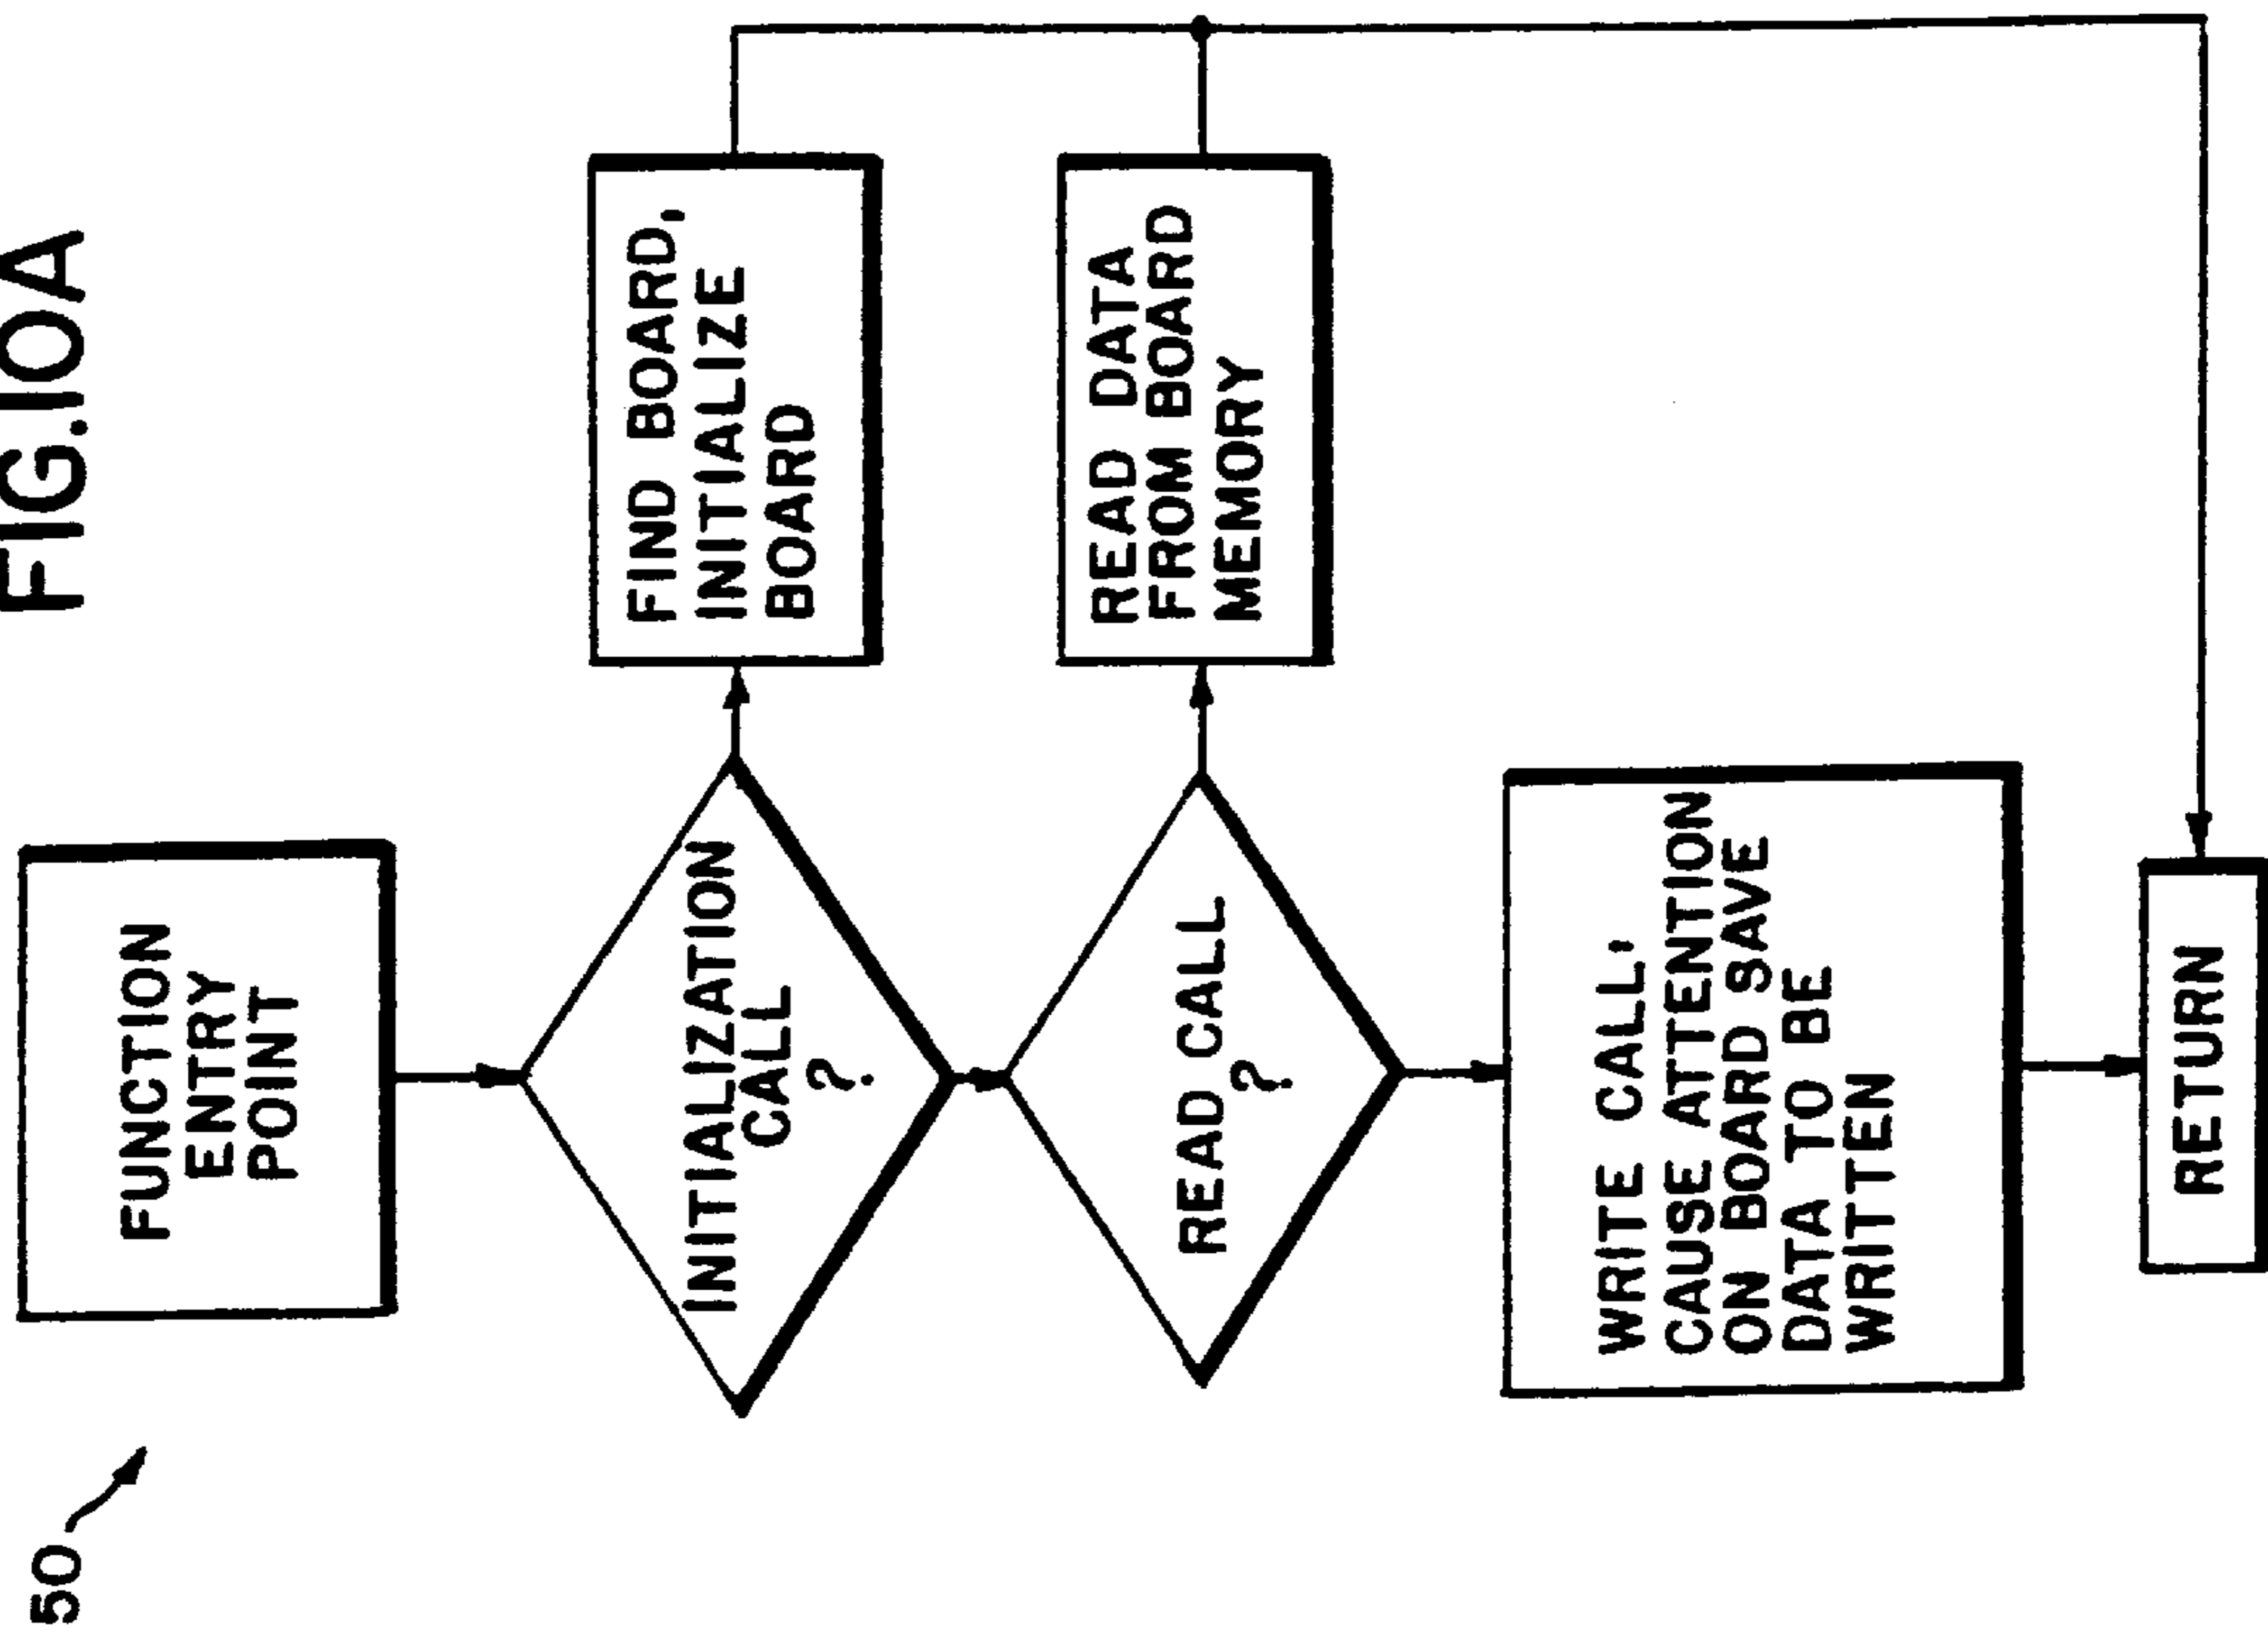 FIG.10A
50
FUNCTION
ENTRY
POINT
INITIALIZATION
CALL
?
FIND BOARD,
INITIALIZE
BOARD
READ CALL
?
READ DATA
FROM BOARD
MEMORY
WRITE CALL,
CAUSE ATTENTION
ON BOARD SAVE
DATA TO BE
WRITTEN
RETURN